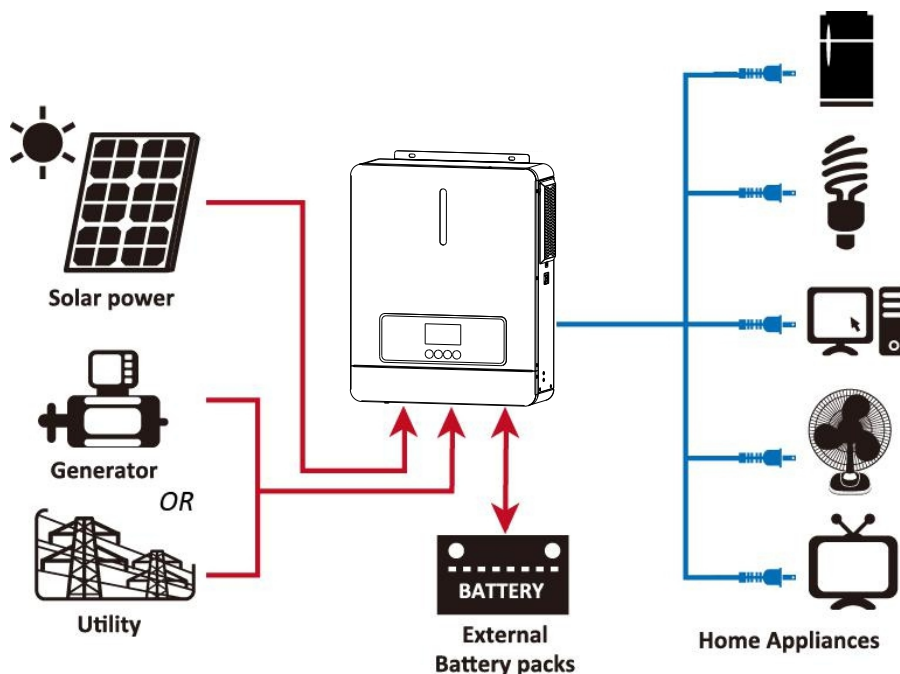 Solar power
Generator
OR
Utility
BATTERY
External
Battery packs
Home Appliances